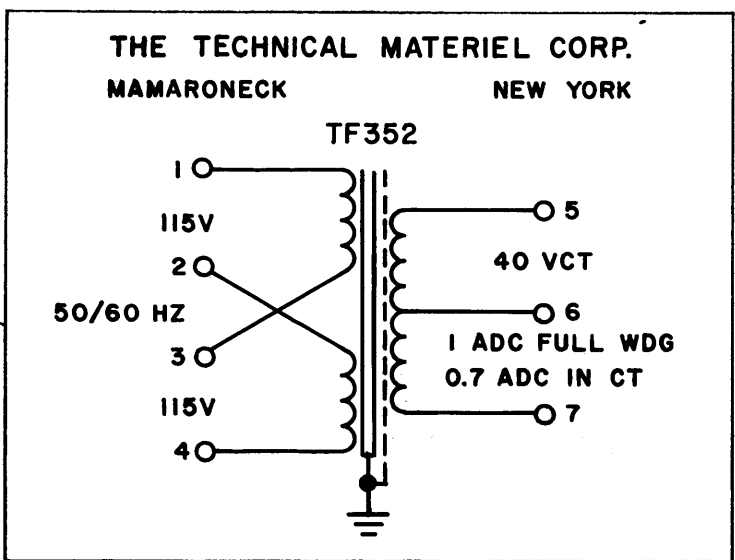 THE TECHNICAL MATERIEL CORP.
MAMARONECK NEW YORK
TF352
1
115V
2
50/60 HZ
3
115V
4
5
40 VCT
6
1 ADC FULL WDG
0.7 ADC IN CT
7